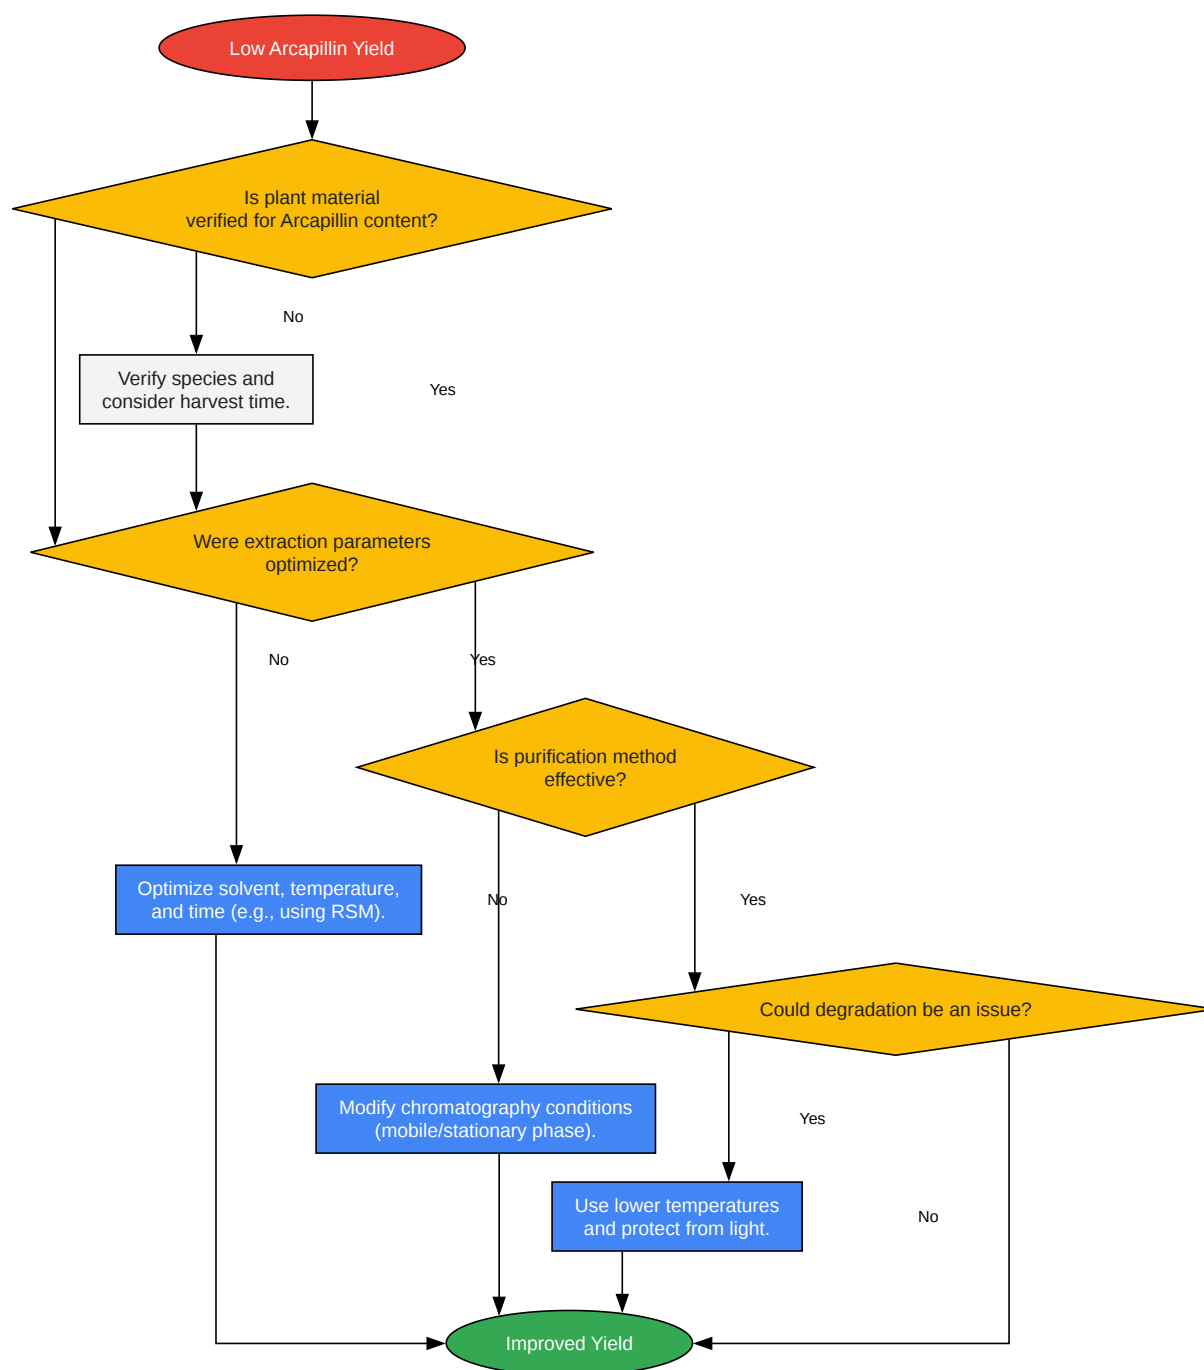 Low Arcapillin Yield
Is plant material
verified for Arcapillin content?
No
Verify species and
consider harvest time.
Yes
Were extraction parameters
optimized?
No
Yes
Is purification method
effective?
Optimize solvent, temperature,
and time (e.g., using RSM).
No
Yes
Could degradation be an issue?
Modify chromatography conditions
(mobile/stationary phase).
Yes
Use lower temperatures
and protect from light.
No
Improved Yield